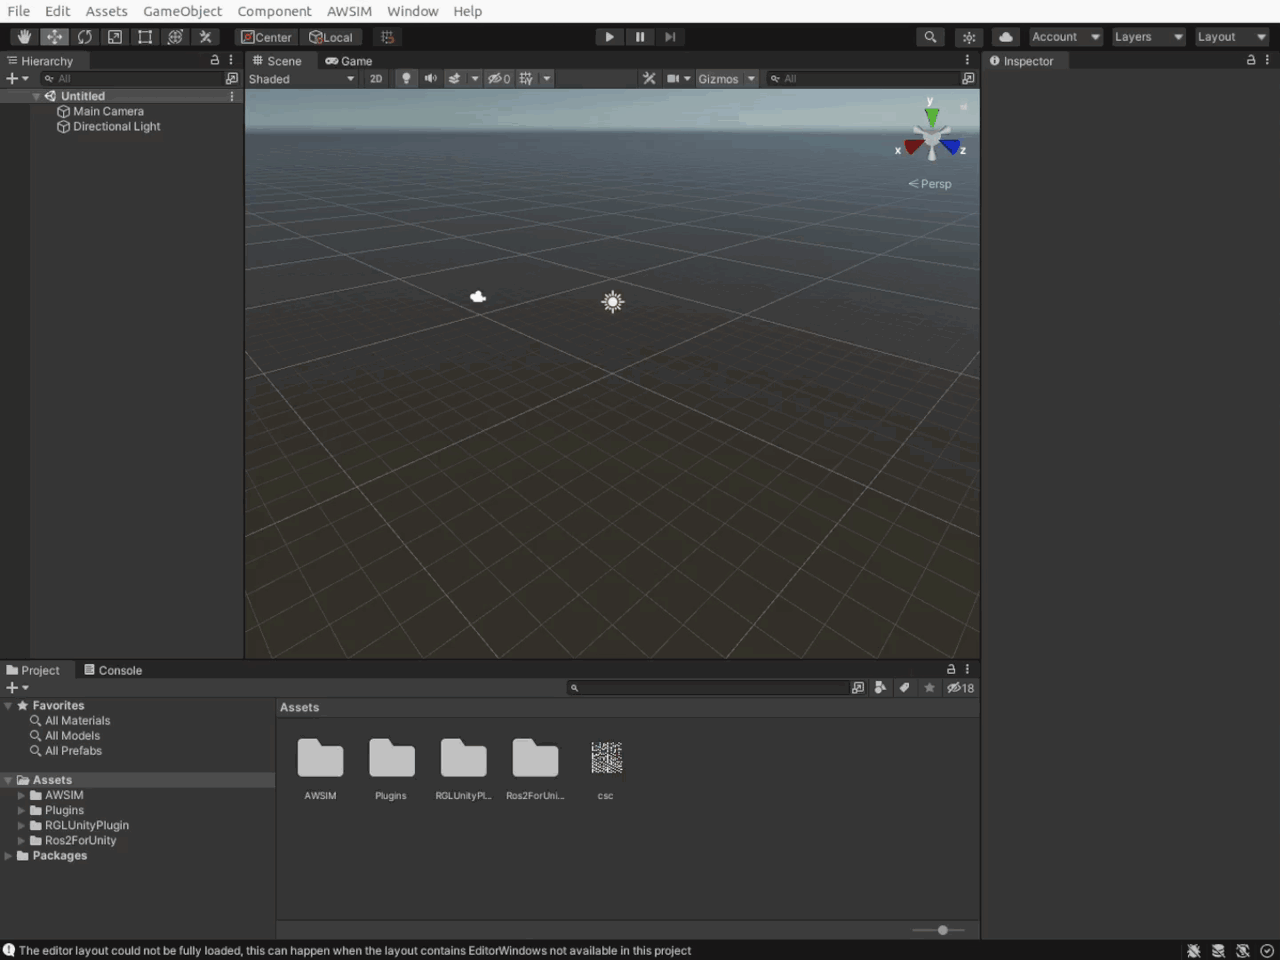 File Edit Assets GameObject Component AWSIM Window Help
Center Local Account Layers Layout
Hierarchy
All
Untitled
Main Camera
Directional Light
Scene Game
Shaded 2D 0 Gizmos All
y
x z
Persp
Inspector
Project Console
18
Favorites
All Materials
All Models
All Prefabs
Assets
AWSIM
Plugins
RGLUnityPlugin
Ros2ForUnity
Packages
Assets
AWSIM Plugins RGLUnityPl... Ros2ForUni... csc
The editor layout could not be fully loaded, this can happen when the layout contains EditorWindows not available in this project